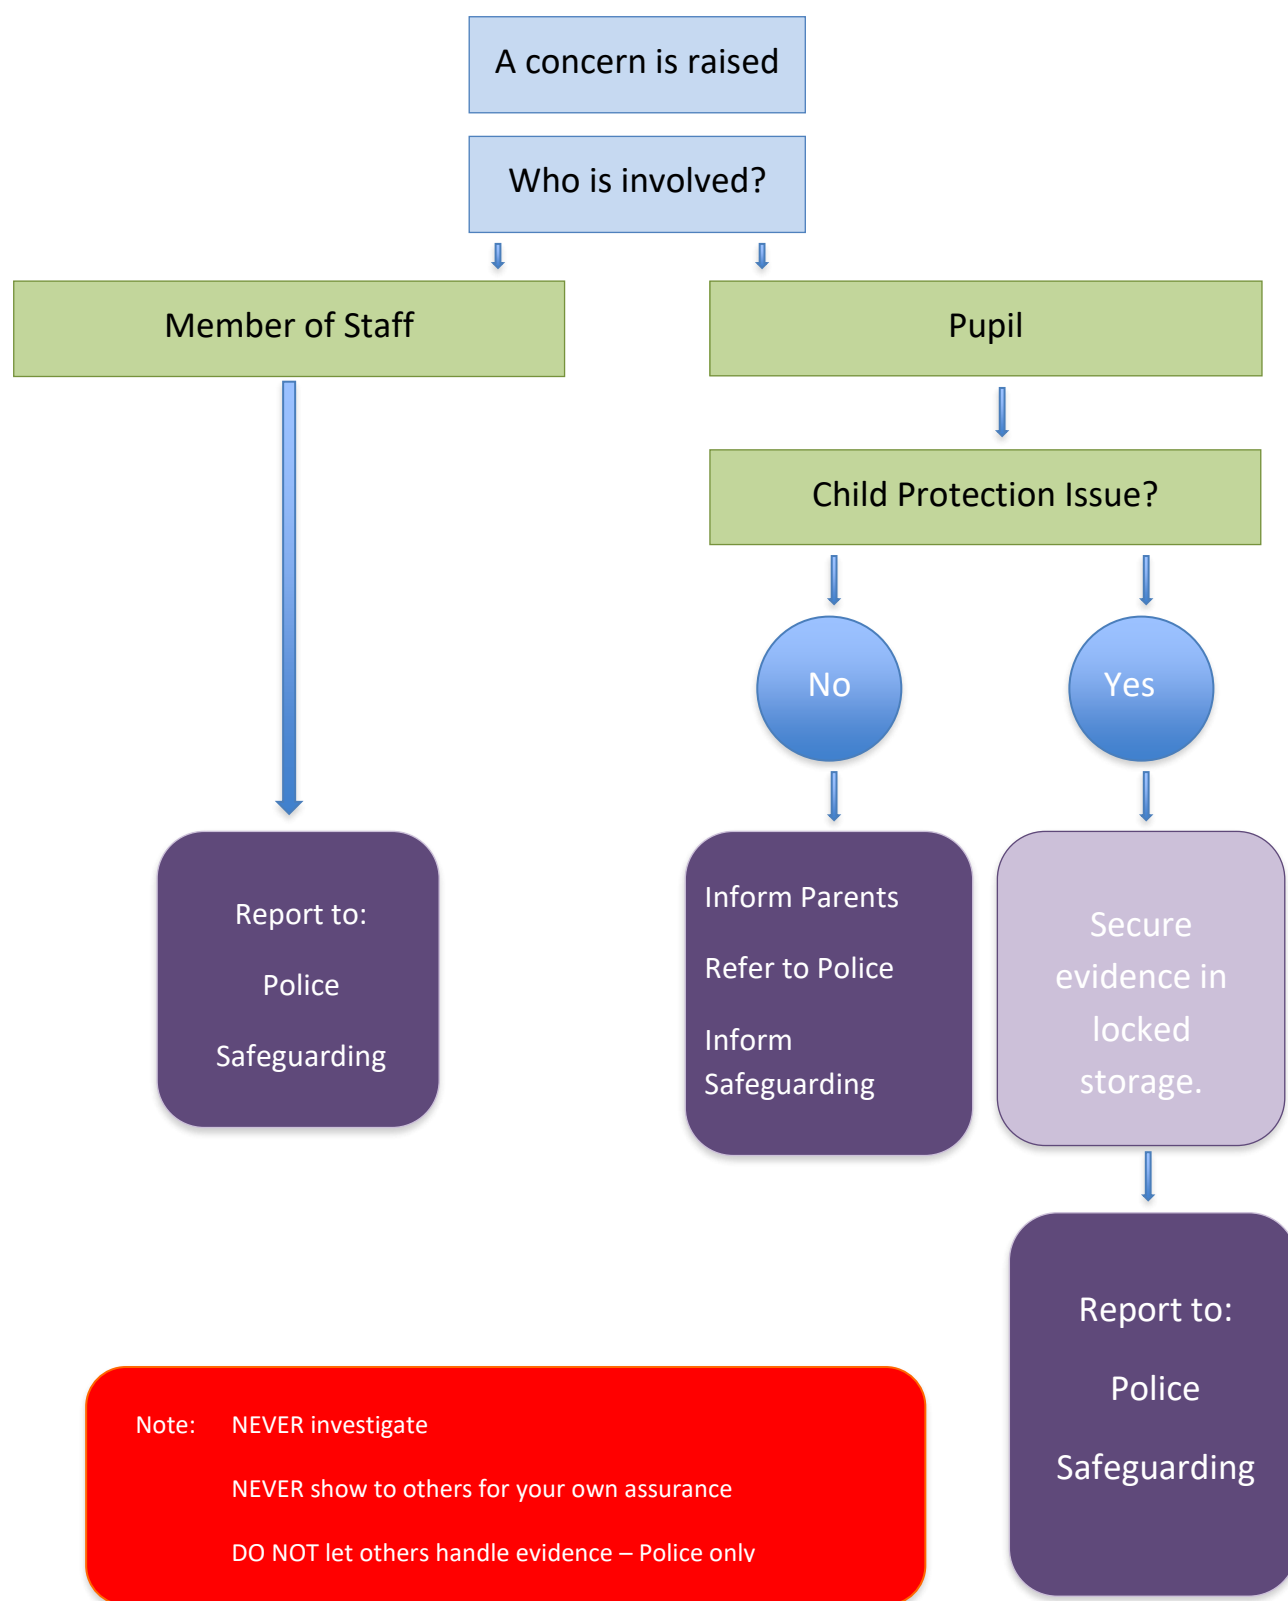 A concern is raised
Who is involved?
Member of Staff
Pupil
Child Protection Issue?
No
Yes
Report to:
Police
Safeguarding
Inform Parents
Refer to Police
Inform
Safeguarding
Secure
evidence in
locked
storage.
Report to:
Police
Safeguarding
Note: NEVER investigate
NEVER show to others for your own assurance
DO NOT let others handle evidence – Police only